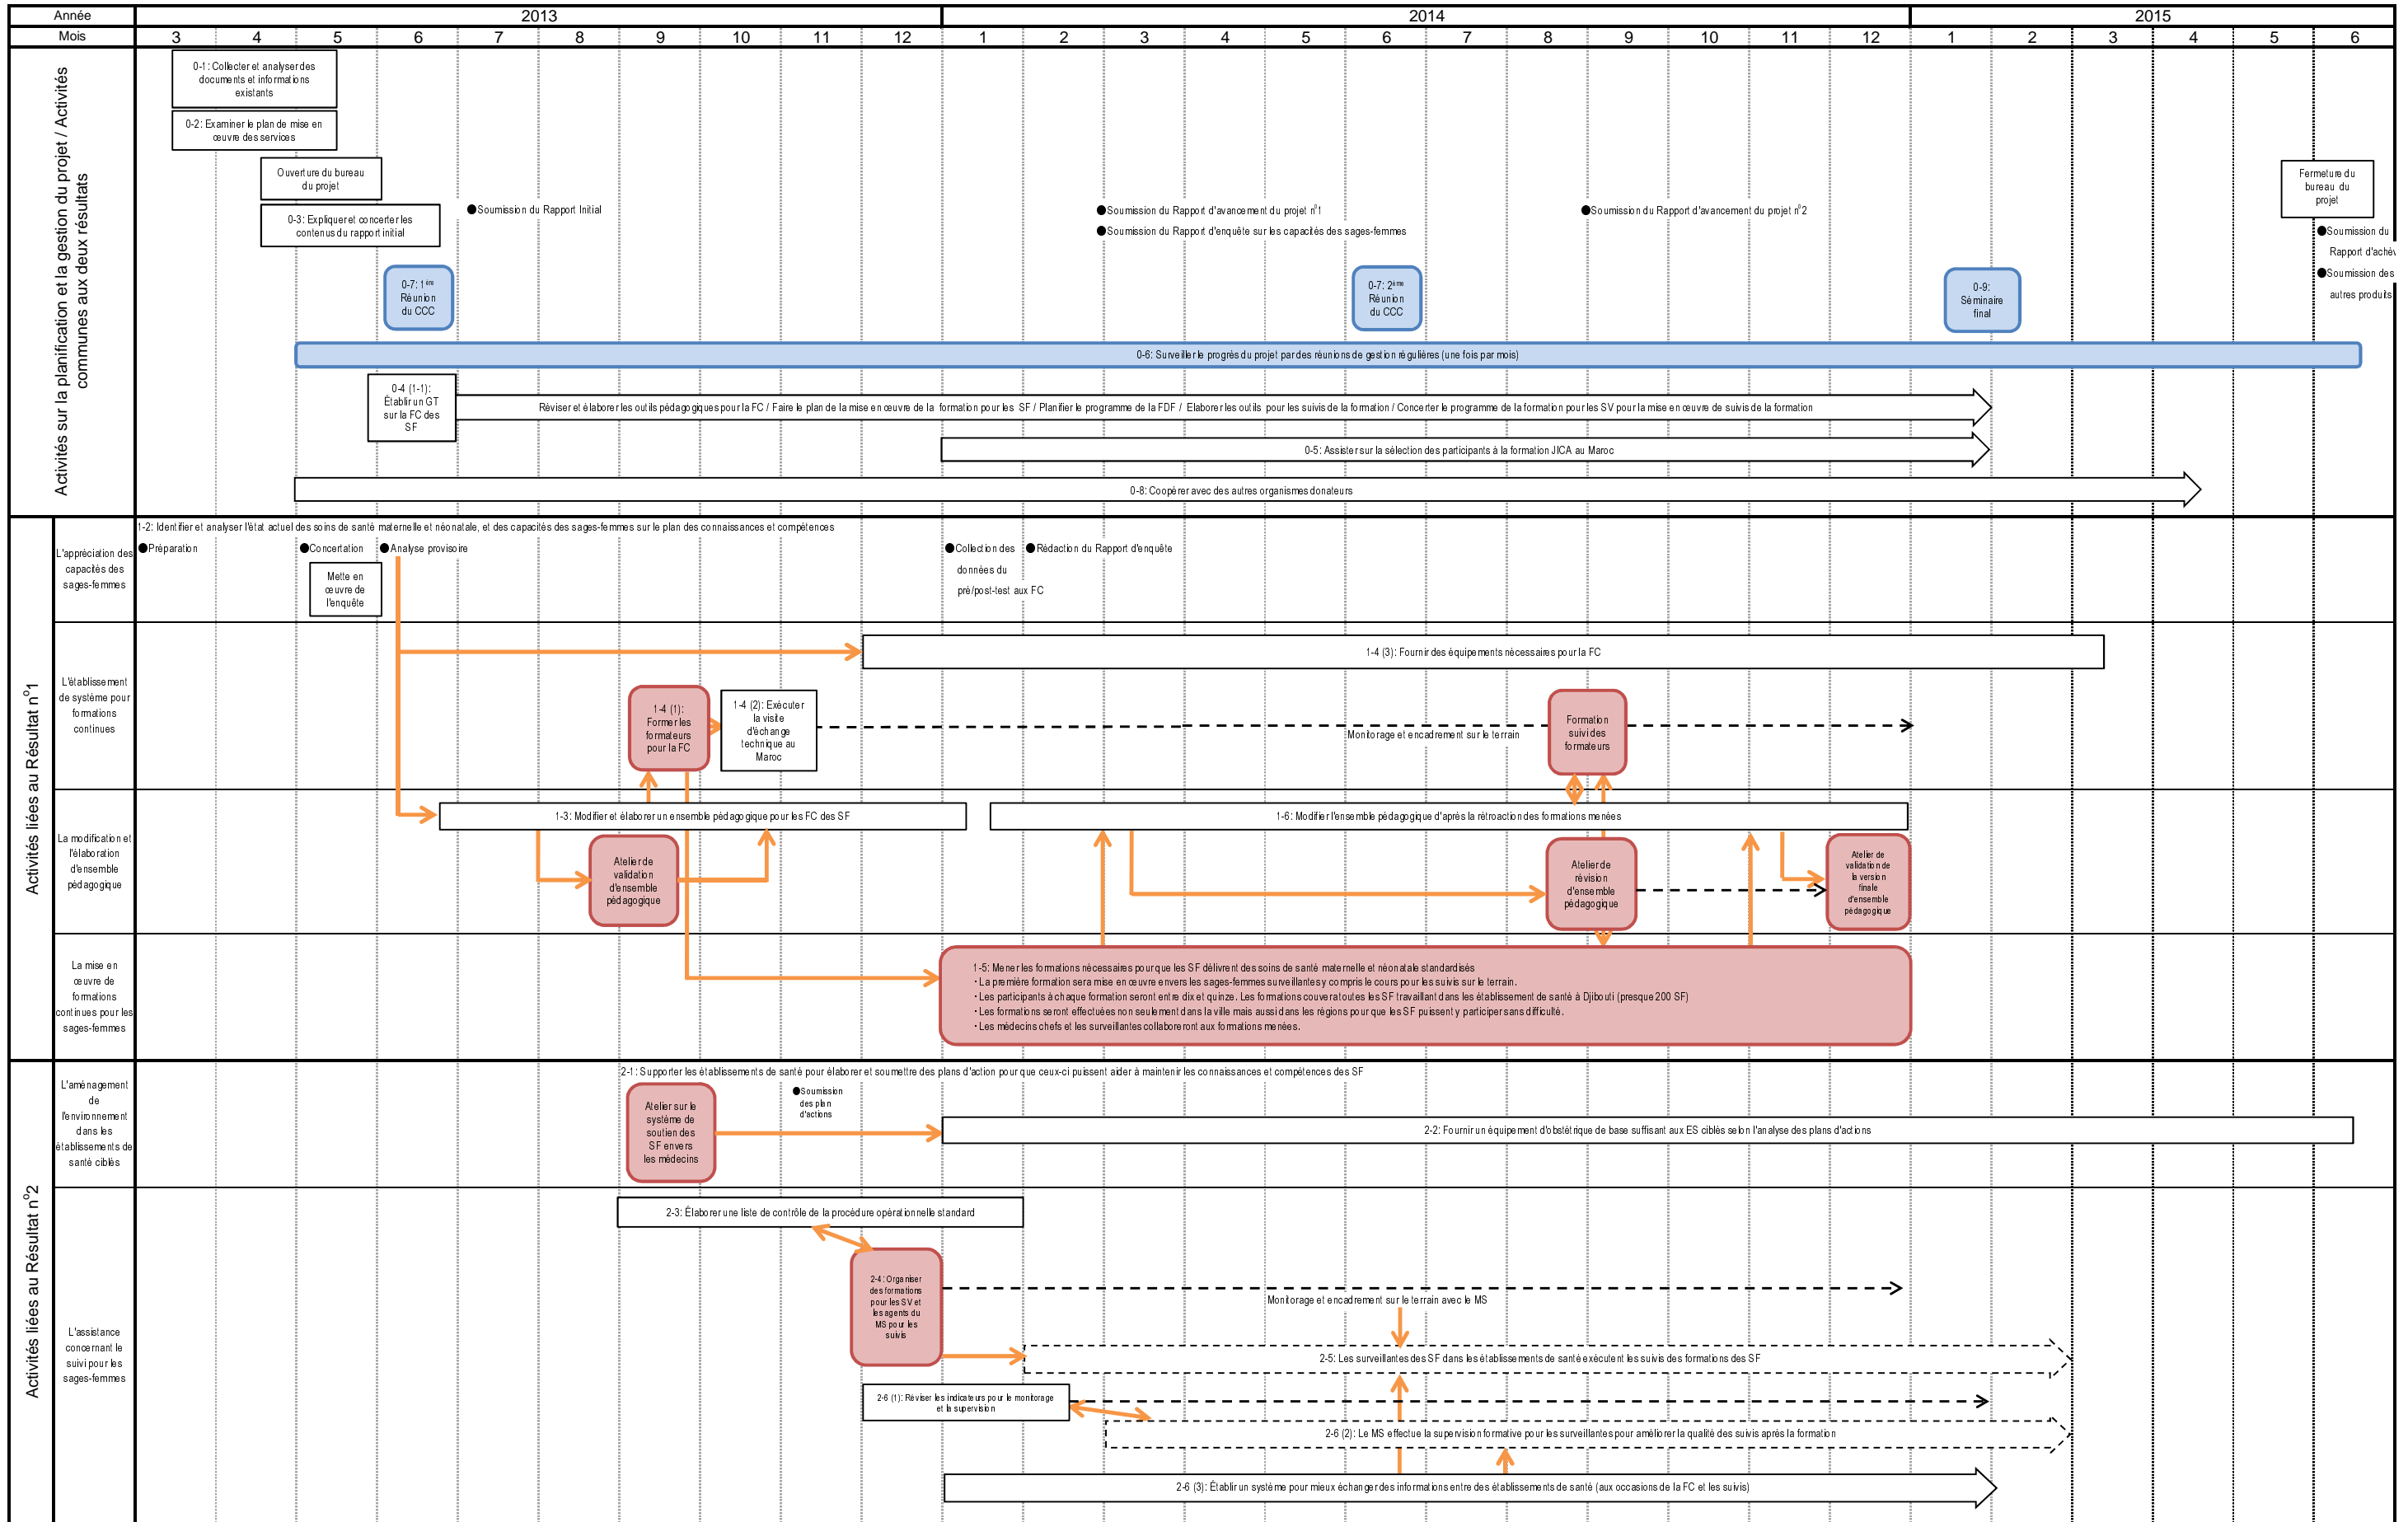 Année
2013
2014
2015
Mois
3 4 5 6 7 8 9 10 11 12 1 2 3 4 5 6 7 8 9 10 11 12 1 2 3 4 5 6
Activités sur la planification et la gestion du projet / Activités
communes aux deux résultats
0-1: Collecter et analyser des
documents et informations
existants
0-2: Examiner le plan de mise en
œuvre des services
Ouverture du bureau
du projet
0-3: Expliquer et concerter les
contenus du rapport initial
●Soumission du Rapport Initial
●Soumission du Rapport d'avancement du projet n°1
●Soumission du Rapport d'enquête sur les capacités des sages-femmes
●Soumission du Rapport d'avancement du projet n°2
Fermeture du
bureau du
projet
●Soumission du
Rapport d'achèv
●Soumission des
autres produits
0-7: 1ère
Réunion
du CCC
0-7: 2ème
Réunion
du CCC
0-9:
Séminaire
final
0-6: Surveiller le progrès du projet par des réunions de gestion régulières (une fois par mois)
0-4 (1-1):
Établir un GT
sur la FC des
SF
Réviser et élaborer les outils pédagogiques pour la FC / Faire le plan de la mise en œuvre de la formation pour les SF / Planifier le programme de la FDF / Elaborer les outils pour les suivis de la formation / Concerter le programme de la formation pour les SV pour la mise en œuvre de suivis de la formation
0-5: Assister sur la sélection des participants à la formation JICA au Maroc
0-8: Coopérer avec des autres organismes donateurs
Activités liées au Résultat n°1
L'appréciation des
capacités des
sages-femmes
1-2: Identifier et analyser l'état actuel des soins de santé maternelle et néonatale, et des capacités des sages-femmes sur le plan des connaissances et compétences
●Préparation
●Concertation
●Analyse provisoire
Mette en
œuvre de
l'enquête
●Collection des
données du
pré/post-test aux FC
●Rédaction du Rapport d'enquête
L'établissement
de système pour
formations
continues
1-4 (3): Fournir des équipements nécessaires pour la FC
1-4 (1):
Former les
formateurs
pour la FC
1-4 (2): Exécuter
la visite
d'échange
technique au
Maroc
Monitorage et encadrement sur le terrain
Formation
suivi des
formateurs
La modification et
l'élaboration
d'ensemble
pédagogique
1-3: Modifier et élaborer un ensemble pédagogique pour les FC des SF
1-6: Modifier l'ensemble pédagogique d'après la rétroaction des formations menées
Atelier de
validation
d'ensemble
pédagogique
Atelier de
révision
d'ensemble
pédagogique
Atelier de
validation de
la version
finale
d'ensemble
pédagogique
La mise en
œuvre de
formations
continues pour les
sages-femmes
1-5: Mener les formations nécessaires pour que les SF délivrent des soins de santé maternelle et néonatale standardisés
・La première formation sera mise en œuvre envers les sages-femmes surveillantes y compris le cours pour les suivis sur le terrain.
・Les participants à chaque formation seront entre dix et quinze. Les formations couvera toutes les SF travaillant dans les établissement de santé à Djibouti (presque 200 SF)
・Les formations seront effectuées non seulement dans la ville mais aussi dans les régions pour que les SF puissent y participer sans difficulté.
・Les médecins chefs et les surveillantes collaboreront aux formations menées.
Activités liées au Résultat n°2
L'aménagement
de
l'environnement
dans les
établissements de
santé ciblés
2-1: Supporter les établissements de santé pour élaborer et soumettre des plans d'action pour que ceux-ci puissent aider à maintenir les connaissances et compétences des SF
Atelier sur le
système de
soutien des
SF envers
les médecins
●Soumission
des plan
d'actions
2-2: Fournir un équipement d'obstétrique de base suffisant aux ES ciblés selon l'analyse des plans d'actions
L'assistance
concernant le
suivi pour les
sages-femmes
2-3: Élaborer une liste de contrôle de la procédure opérationnelle standard
2-4: Organiser
des formations
pour les SV et
les agents du
MS pour les
suivis
Monitorage et encadrement sur le terrain avec le MS
2-5: Les surveillantes des SF dans les établissements de santé exécutent les suivis des formations des SF
2-6 (1): Réviser les indicateurs pour le monitorage
et la supervision
2-6 (2): Le MS effectue la supervision formative pour les surveillantes pour améliorer la qualité des suivis après la formation
2-6 (3): Établir un système pour mieux échanger des informations entre des établissements de santé (aux occasions de la FC et les suivis)